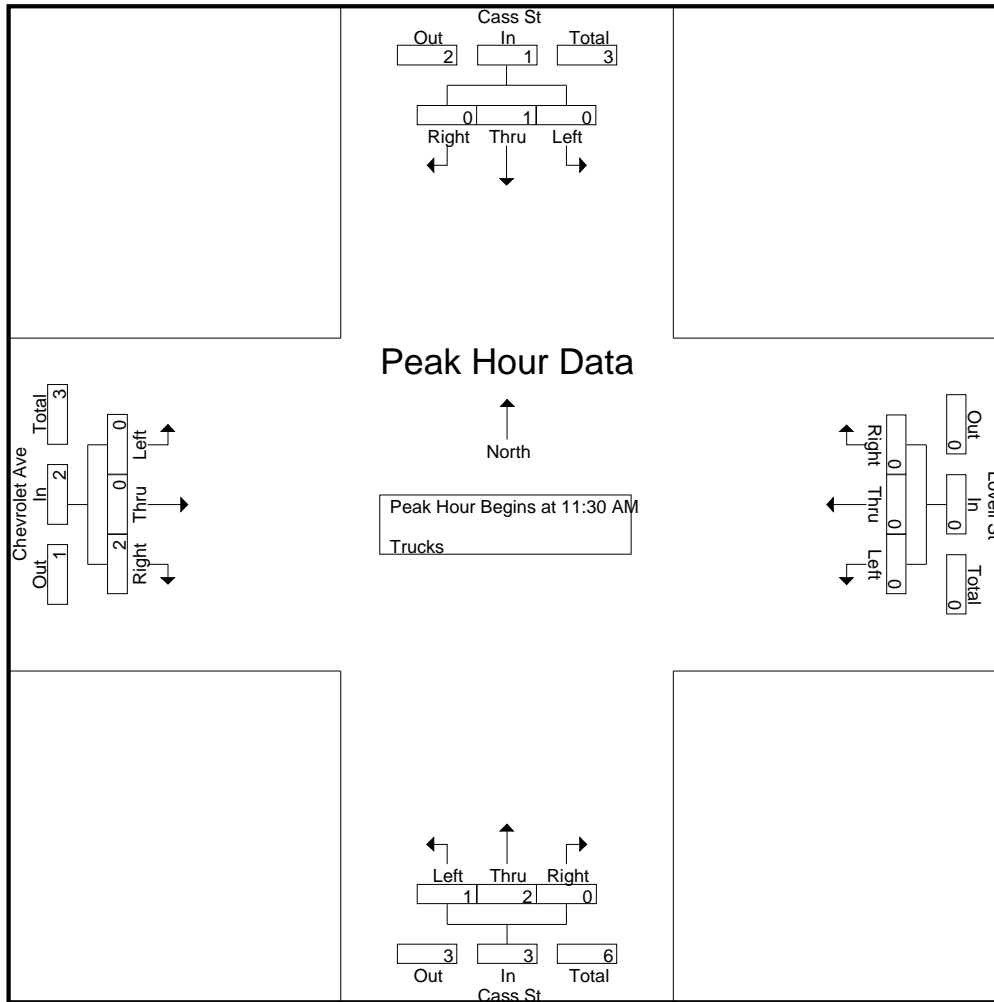 Cass St
Out In Total
2 1 3
0 1 0
Right Thru Left
Peak Hour Data
North
Peak Hour Begins at 11:30 AM
Trucks
Chevrolet Ave
Out In Total
1 2 3
2 0 0
Right Thru Left
Right Thru Left
0 0 0
Out In Total
0 0 0
Lovell St
Left Thru Right
1 2 0
3 3 6
Out In Total
Cass St